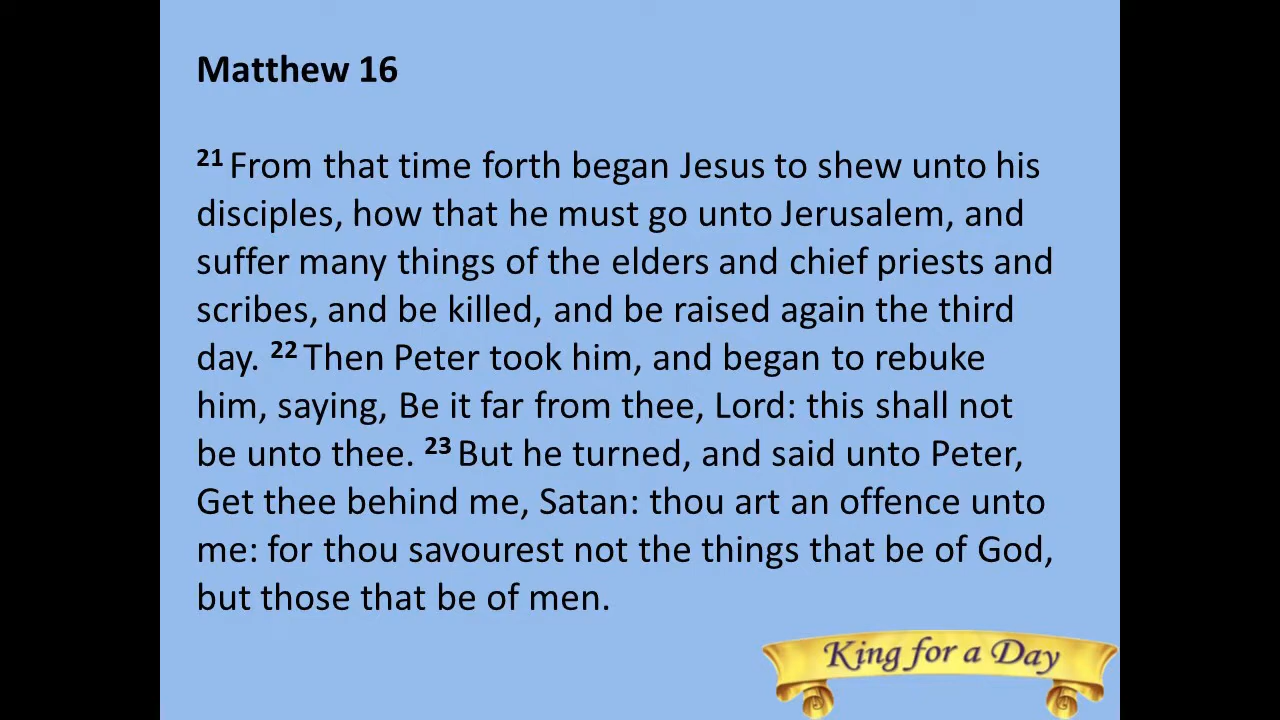 Matthew 16
21 From that time forth began Jesus to shew unto his
disciples, how that he must go unto Jerusalem, and
suffer many things of the elders and chief priests and
scribes, and be killed, and be raised again the third
day. 22 Then Peter took him, and began to rebuke
him, saying, Be it far from thee, Lord: this shall not
be unto thee. 23 But he turned, and said unto Peter,
Get thee behind me, Satan: thou art an offence unto
me: for thou savourest not the things that be of God,
but those that be of men.
King for a Day